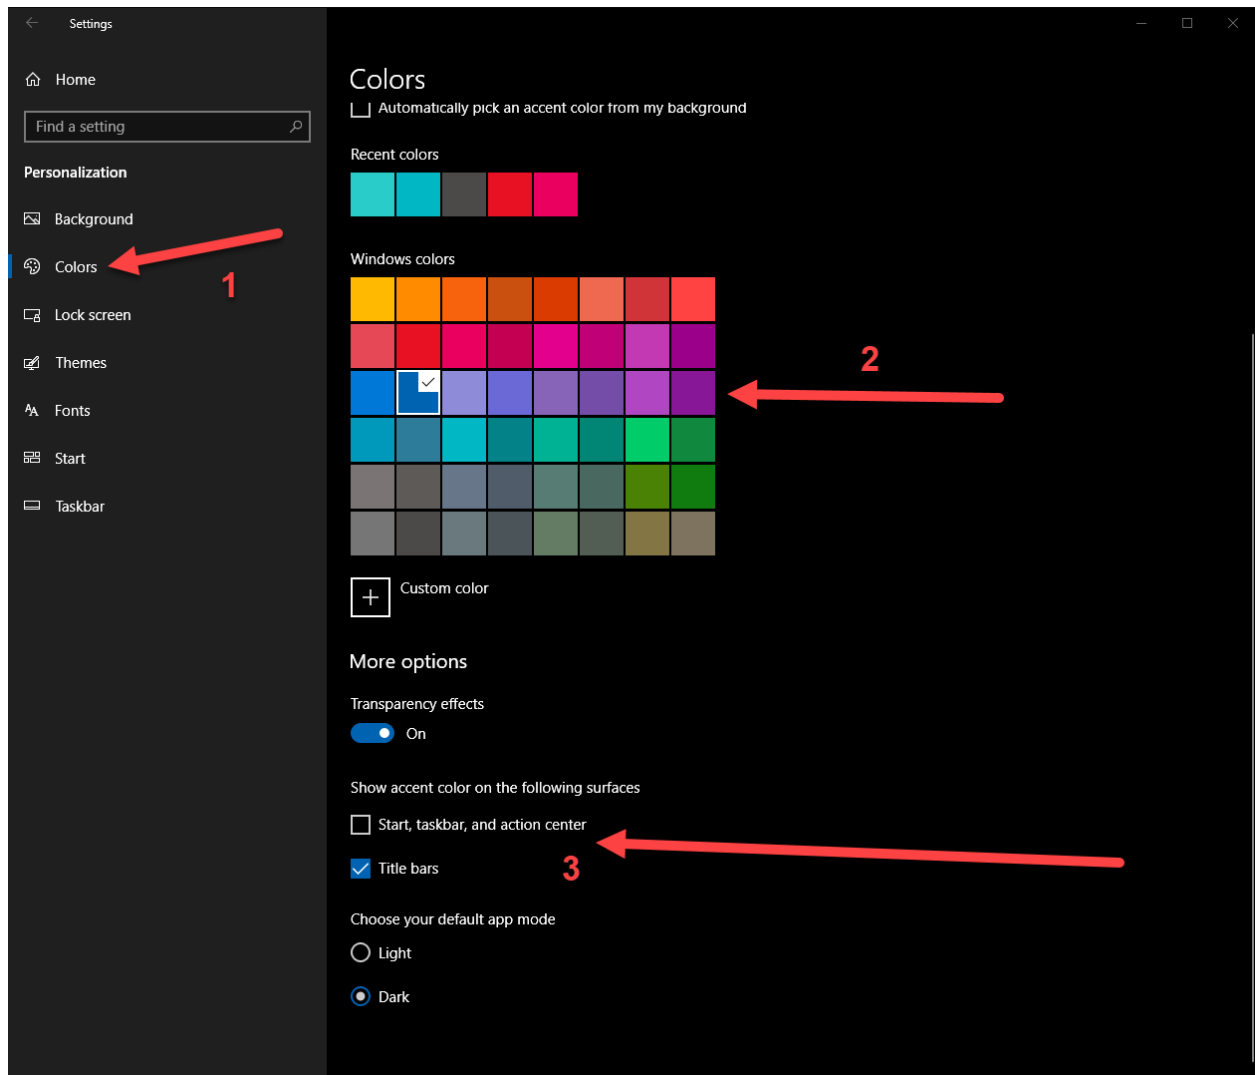 Settings
Home
Find a setting
Personalization
Background
Colors
1
Lock screen
Themes
Fonts
Start
Taskbar
Colors
Automatically pick an accent color from my background
Recent colors
Windows colors
2
Custom color
More options
Transparency effects
On
Show accent color on the following surfaces
Start, taskbar, and action center
Title bars
3
Choose your default app mode
Light
Dark